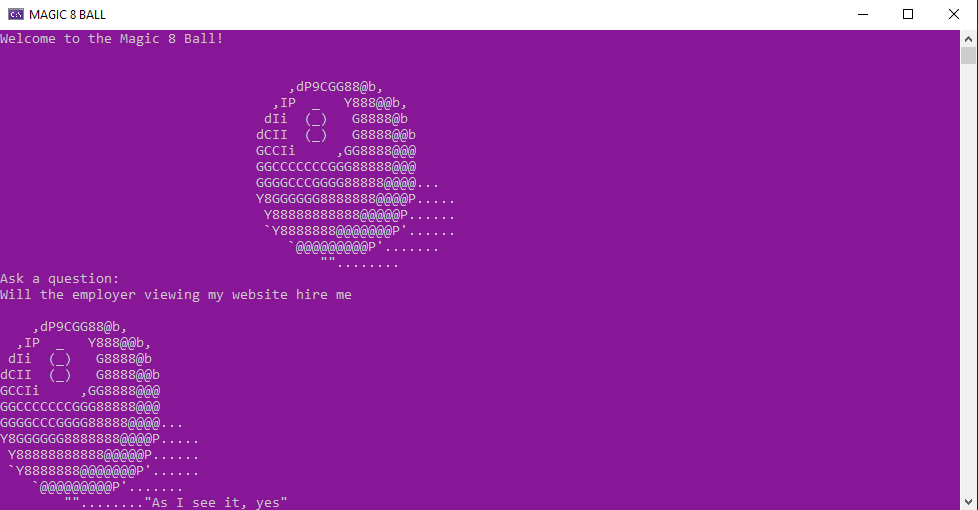 MAGIC 8 BALL
Welcome to the Magic 8 Ball!
                                    ,dP9CGG88@b,
                                  ,IP  _   Y888@@b,
                                 dIi  (_)   G8888@b
                                dCII  (_)   G8888@@b
                                GCCIi     ,GG8888@@@
                                GGCCCCCCCGGG88888@@@
                                GGGGCCCGGGG88888@@@@...
                                Y8GGGGGG8888888@@@@P.....
                                 Y88888888888@@@@@P......
                                 `Y8888888@@@@@@@P'......
                                    `@@@@@@@@@P'.......
                                        ""........
Ask a question:
Will the employer viewing my website hire me
    ,dP9CGG88@b,
  ,IP  _   Y888@@b,
 dIi  (_)   G8888@b
dCII  (_)   G8888@@b
GCCIi     ,GG8888@@@
GGCCCCCCCGGG88888@@@
GGGGCCCGGGG88888@@@@...
Y8GGGGGG8888888@@@@P.....
 Y88888888888@@@@@P......
 `Y8888888@@@@@@@P'......
    `@@@@@@@@@P'.......
        ""........"As I see it, yes"